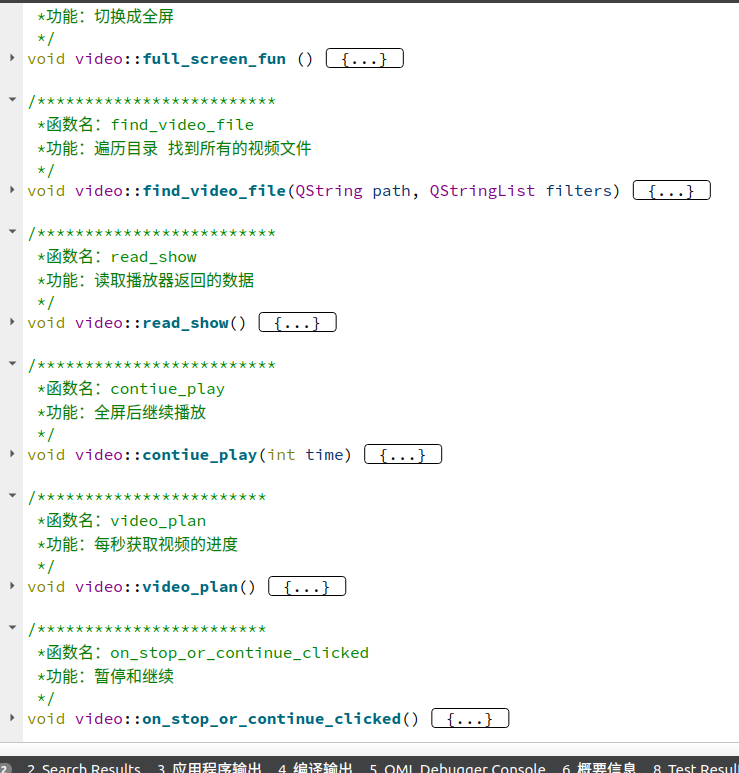 *功能：切换成全屏
*/
void video::full_screen_fun () {...}
/*************************
*函数名：find_video_file
*功能：遍历目录 找到所有的视频文件
*/
void video::find_video_file(QString path, QStringList filters) {...}
/*************************
*函数名：read_show
*功能：读取播放器返回的数据
*/
void video::read_show() {...}
/*************************
*函数名：contiue_play
*功能：全屏后继续播放
*/
void video::contiue_play(int time) {...}
/************************
*函数名：video_plan
*功能：每秒获取视频的进度
*/
void video::video_plan() {...}
/************************
*函数名：on_stop_or_continue_clicked
*功能：暂停和继续
*/
void video::on_stop_or_continue_clicked() {...}
2 2 Search Results 3 应用程序输出 4 编译输出 5 QML Debugger Console 6 概要信息 8 Test Resul